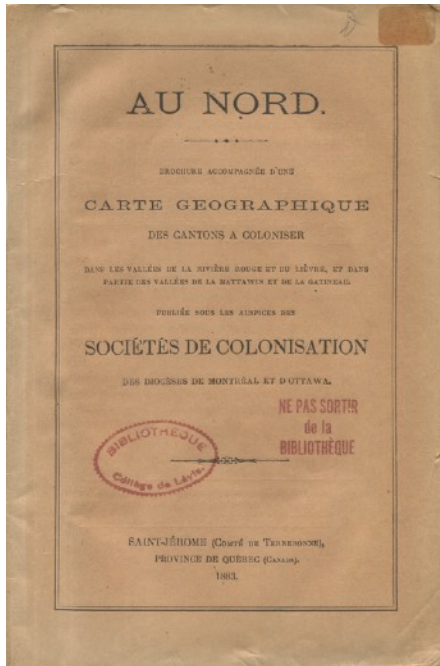 AU NORD.
BROCHURE ACCOMPAGNÉE D'UNE
CARTE GEOGRAPHIQUE
DES CANTONS A COLONISER
DANS LES VALLÉES DE LA RIVIÈRE ROUGE ET DU LIÈVRE, ET DANS
PARTIE DES VALLÉES DE LA MATTAWIN ET DE LA GATINEAU.
PUBLIÉE SOUS LES AUSPICES DES
SOCIÉTÉS DE COLONISATION
DES DIOCÈSES DE MONTRÉAL ET D'OTTAWA.
NE PAS SORTIR
de la
BIBLIOTHÈQUE
BIBLIOTHEQUE
Collège de Lévis.
SAINT-JÉROME (COMTÉ DE TERREBONNE),
PROVINCE DE QUÉBEC (CANADA).
1883.